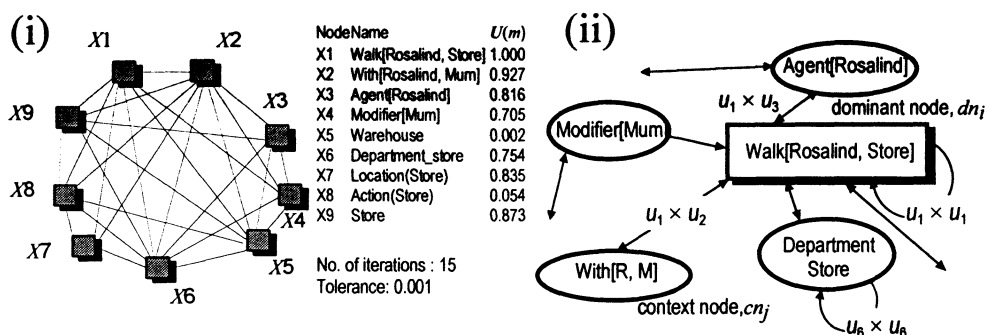 (i)
X1
X2
X3
X4
X5
X6
X7
X8
X9
NodeName U(m)
X1 Walk[Rosalind, Store] 1.000
X2 With[Rosalind, Mum] 0.927
X3 Agent[Rosalind] 0.816
X4 Modifier[Mum] 0.705
X5 Warehouse 0.002
X6 Department_store 0.754
X7 Location(Store) 0.835
X8 Action(Store) 0.054
X9 Store 0.873
No. of iterations : 15
Tolerance: 0.001
(ii)
Agent[Rosalind]
u1 × u3
dominant node, dni
Modifier[Mum
Walk[Rosalind, Store]
u1 × u2
u1 × u1
With[R, M]
context node,cnj
Department
Store
u6 × u6